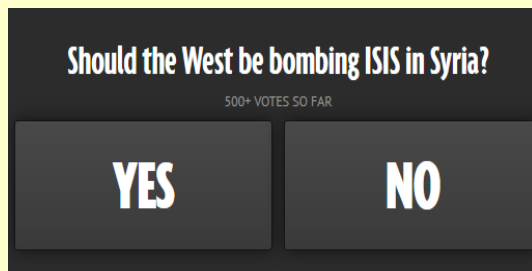 Should the West be bombing ISIS in Syria?
500+ VOTES SO FAR
YES NO